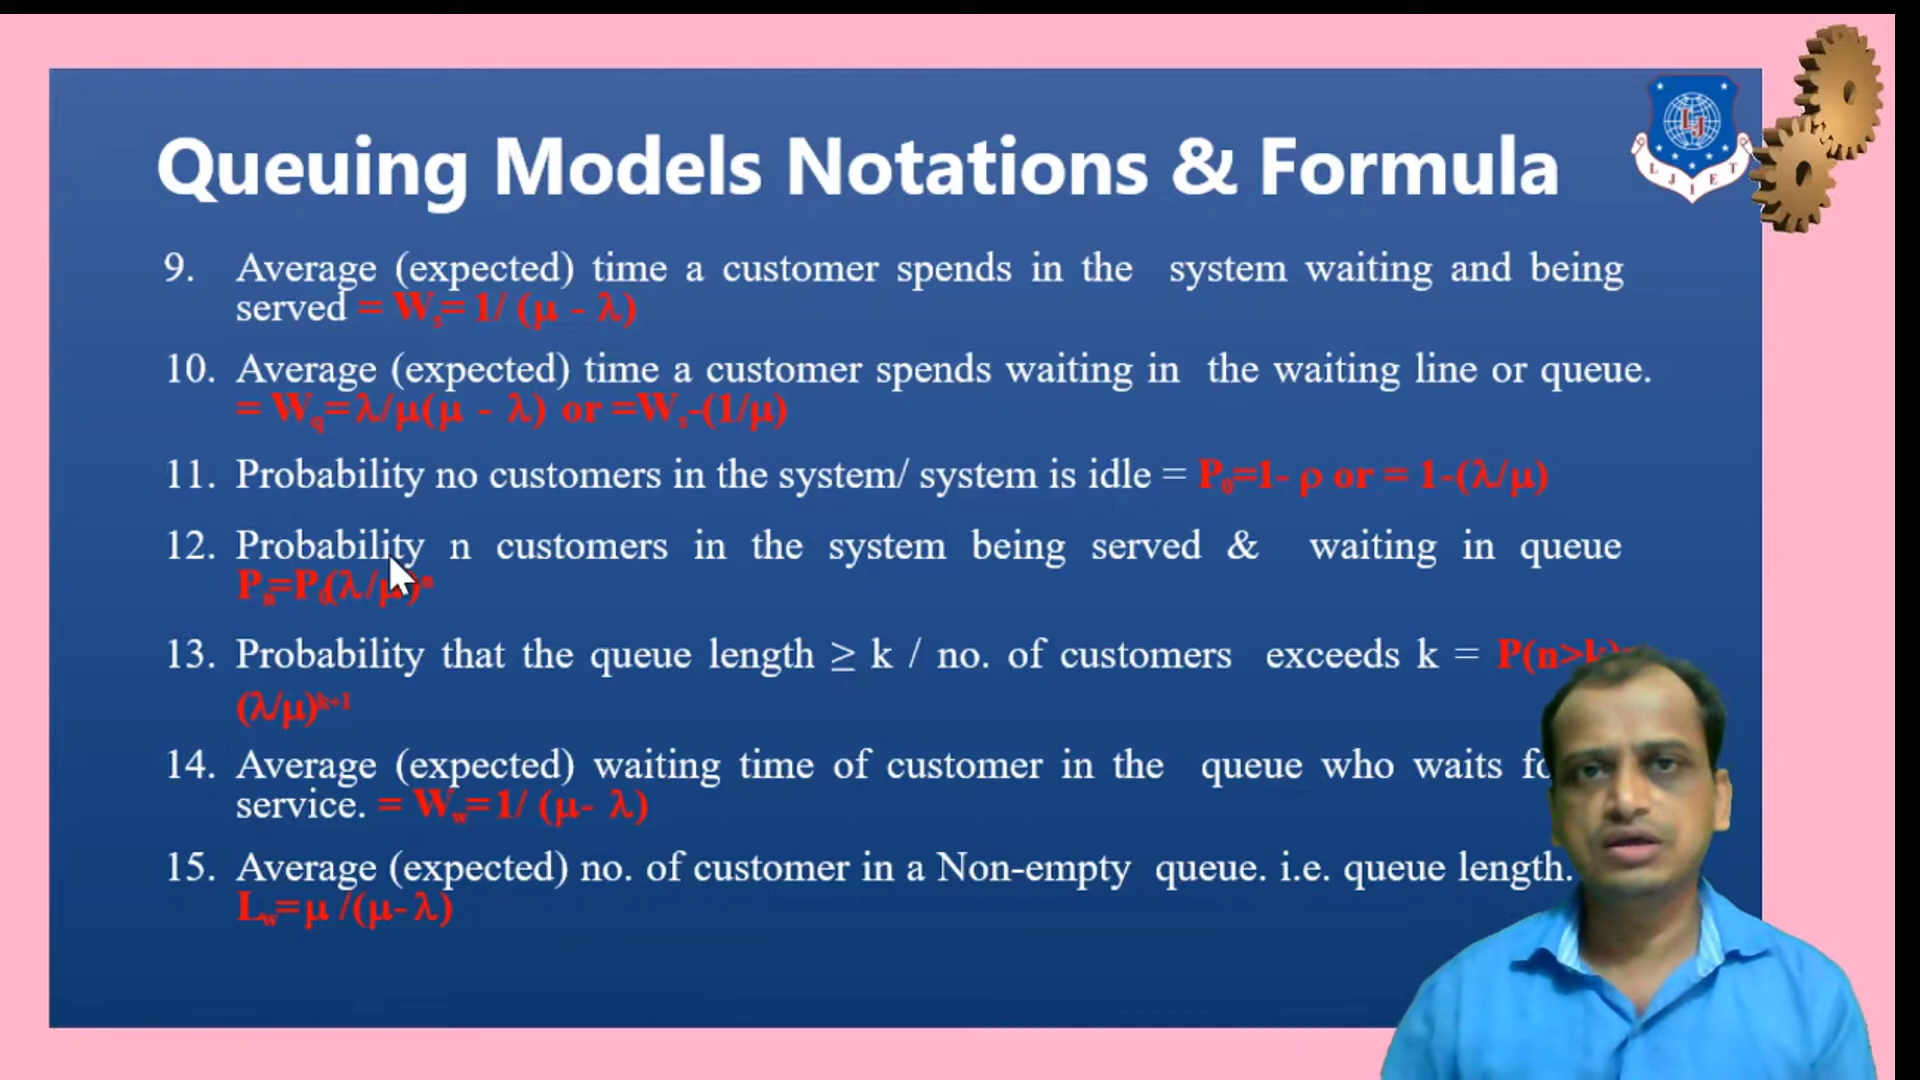 Queuing Models Notations & Formula
LJIET
9. Average (expected) time a customer spends in the system waiting and being
served = Wₛ= 1/ (μ - λ)
10. Average (expected) time a customer spends waiting in the waiting line or queue.
= W_q=λ/μ(μ - λ) or =Wₛ-(1/μ)
11. Probability no customers in the system/ system is idle = P₀=1- ρ or = 1-(λ/μ)
12. Probability n customers in the system being served & waiting in queue
Pₙ=P₀(λ/μ)ⁿ
13. Probability that the queue length ≥ k / no. of customers exceeds k = P(n>k)=
(λ/μ)ᵏ⁺¹
14. Average (expected) waiting time of customer in the queue who waits
service. = W_w=1/ (μ- λ)
15. Average (expected) no. of customer in a Non-empty queue. i.e. queue length.
L_w=μ /(μ-λ)